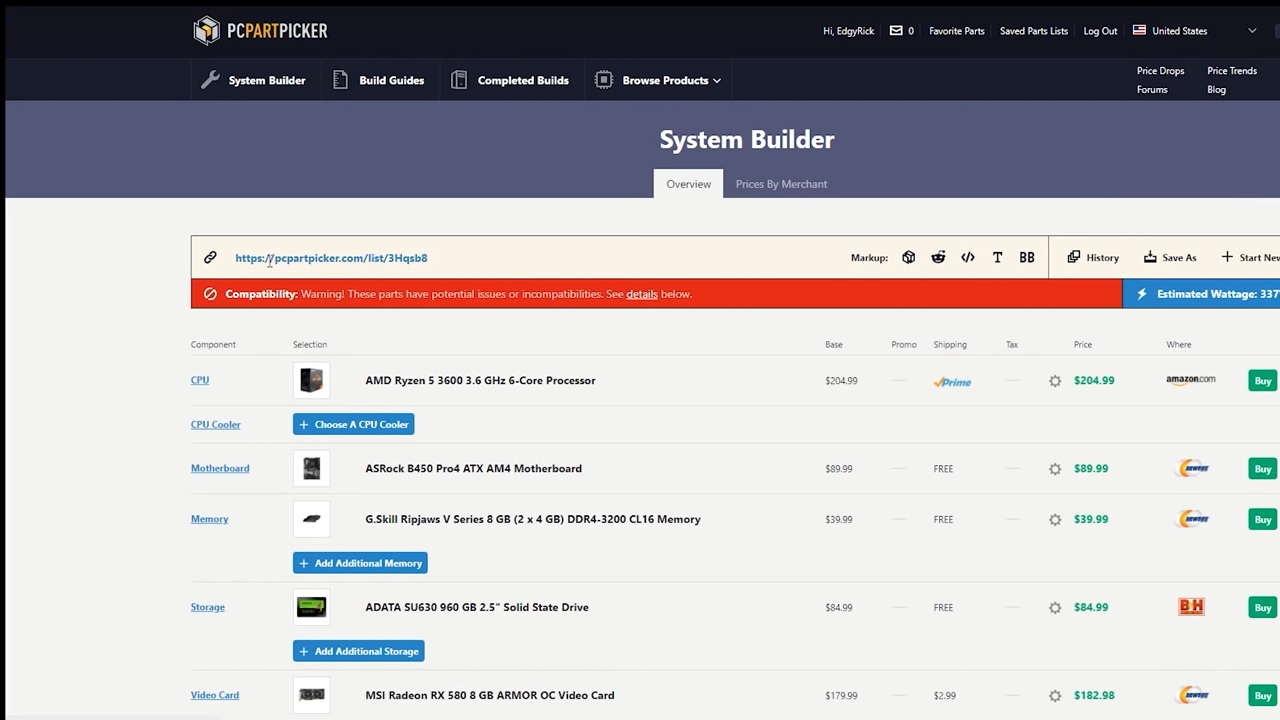 PCPARTPICKER
Hi, EdgyRick 0 Favorite Parts Saved Parts Lists Log Out United States
System Builder Build Guides Completed Builds Browse Products
Price Drops Price Trends
Forums Blog
System Builder
Overview Prices By Merchant
https://pcpartpicker.com/list/3Hqsb8 Markup: T BB History Save As + Start New
Compatibility: Warning! These parts have potential issues or incompatibilities. See details below. Estimated Wattage: 337
Component Selection Base Promo Shipping Tax Price Where
CPU AMD Ryzen 5 3600 3.6 GHz 6-Core Processor $204.99 — Prime — $204.99 amazon.com Buy
CPU Cooler + Choose A CPU Cooler
Motherboard ASRock B450 Pro4 ATX AM4 Motherboard $89.99 — FREE — $89.99 newegg Buy
Memory G.Skill Ripjaws V Series 8 GB (2 x 4 GB) DDR4-3200 CL16 Memory $39.99 — FREE — $39.99 newegg Buy
+ Add Additional Memory
Storage ADATA SU630 960 GB 2.5" Solid State Drive $84.99 — FREE — $84.99 BH Buy
+ Add Additional Storage
Video Card MSI Radeon RX 580 8 GB ARMOR OC Video Card $179.99 — $2.99 — $182.98 newegg Buy